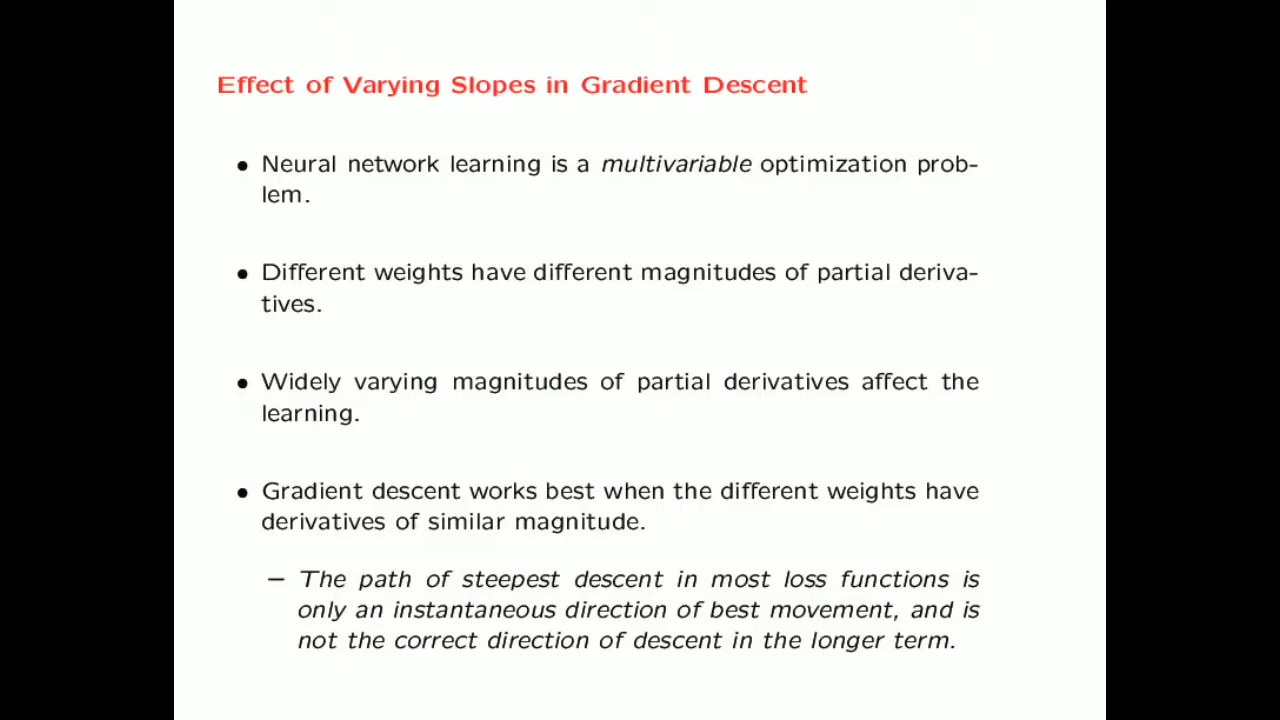 Effect of Varying Slopes in Gradient Descent
• Neural network learning is a multivariable optimization prob-
lem.
• Different weights have different magnitudes of partial deriva-
tives.
• Widely varying magnitudes of partial derivatives affect the
learning.
• Gradient descent works best when the different weights have
derivatives of similar magnitude.
– The path of steepest descent in most loss functions is
only an instantaneous direction of best movement, and is
not the correct direction of descent in the longer term.